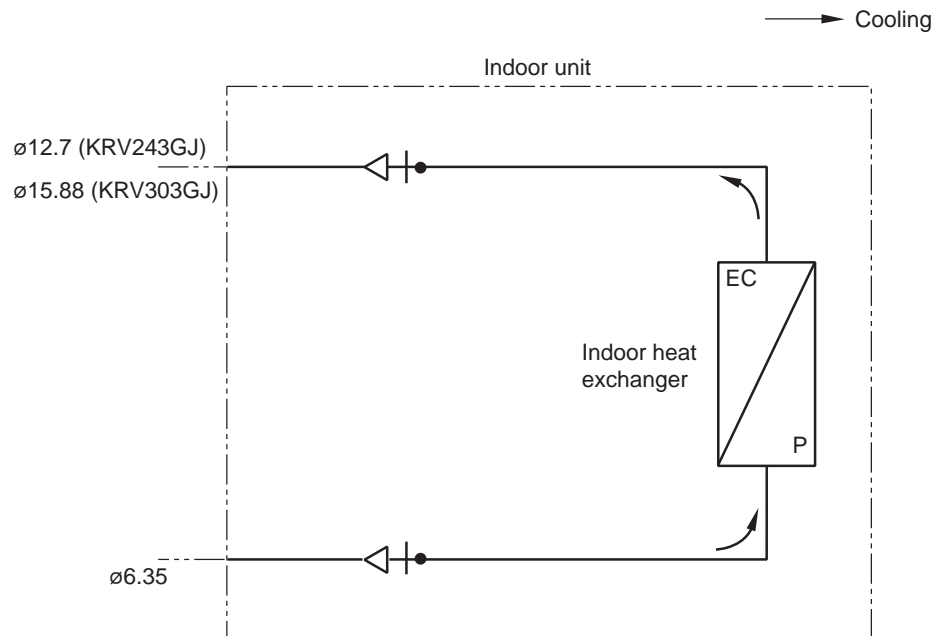 Cooling
Indoor unit
ø12.7 (KRV243GJ)
ø15.88 (KRV303GJ)
EC
Indoor heat
exchanger
P
ø6.35